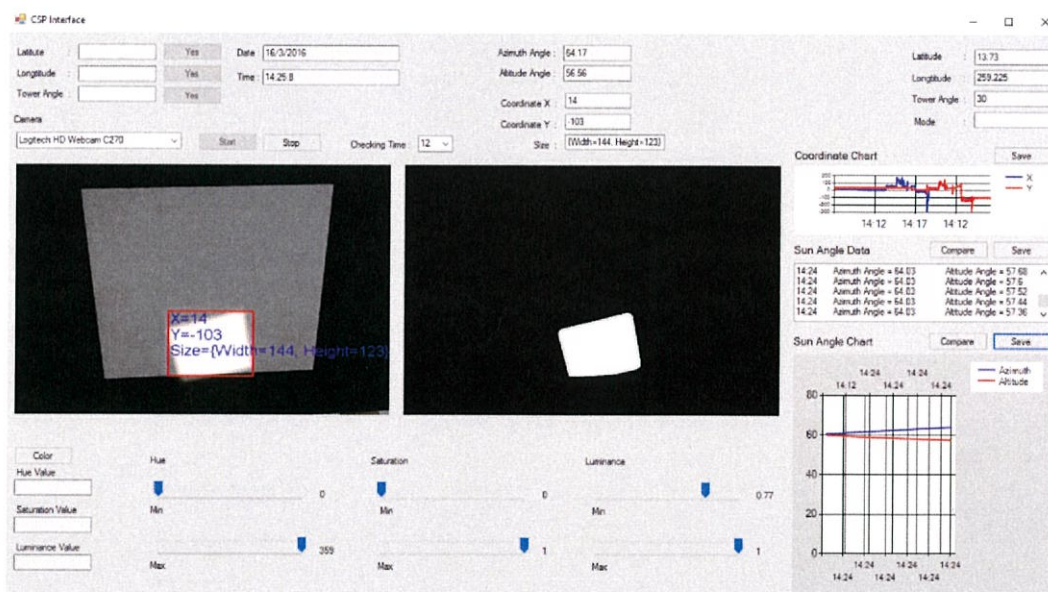 CSP Interface
Latitute : Yes
Longtitude : Yes
Tower Angle : Yes
Date : 16/3/2016
Time : 14:25:8
Azimuth Angle : 64.17
Altitude Angle : 56.56
Coordinate X : 14
Coordinate Y : -103
Size : {Width=144, Height=123}
Latitude : 13.73
Longtitude : 259.225
Tower Angle : 30
Mode :
Camera
Logitech HD Webcam C270
Start
Stop
Checking Time : 12
X=14
Y=-103
Size={Width=144, Height=123}
Coordinate Chart
Save
X
Y
14:12 14:17 14:12
Sun Angle Data
Compare
Save
14:24 Azimuth Angle = 64.03 Altitude Angle = 57.68
14:24 Azimuth Angle = 64.03 Altitude Angle = 57.6
14:24 Azimuth Angle = 64.03 Altitude Angle = 57.52
14:24 Azimuth Angle = 64.03 Altitude Angle = 57.44
14:24 Azimuth Angle = 64.03 Altitude Angle = 57.36
Sun Angle Chart
Compare
Save
Azimuth
Altitude
14:24 14:24 14:24
14:12 14:24 14:24 14:24
80
60
40
20
0
14:24 14:24 14:24 14:24
14:24 14:24 14:24 14:24
Color
Hue Value
Saturation Value
Luminance Value
Hue
0
Min
359
Max
Saturation
0
Min
1
Max
Luminance
0.77
Min
1
Max